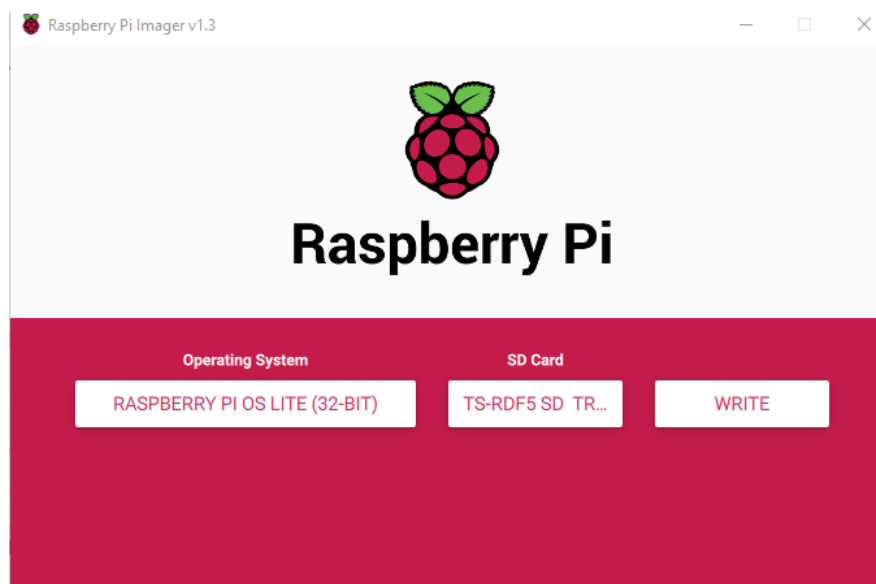 Raspberry Pi Imager v1.3
Raspberry Pi
Operating System
SD Card
RASPBERRY PI OS LITE (32-BIT)
TS-RDF5 SD TR...
WRITE